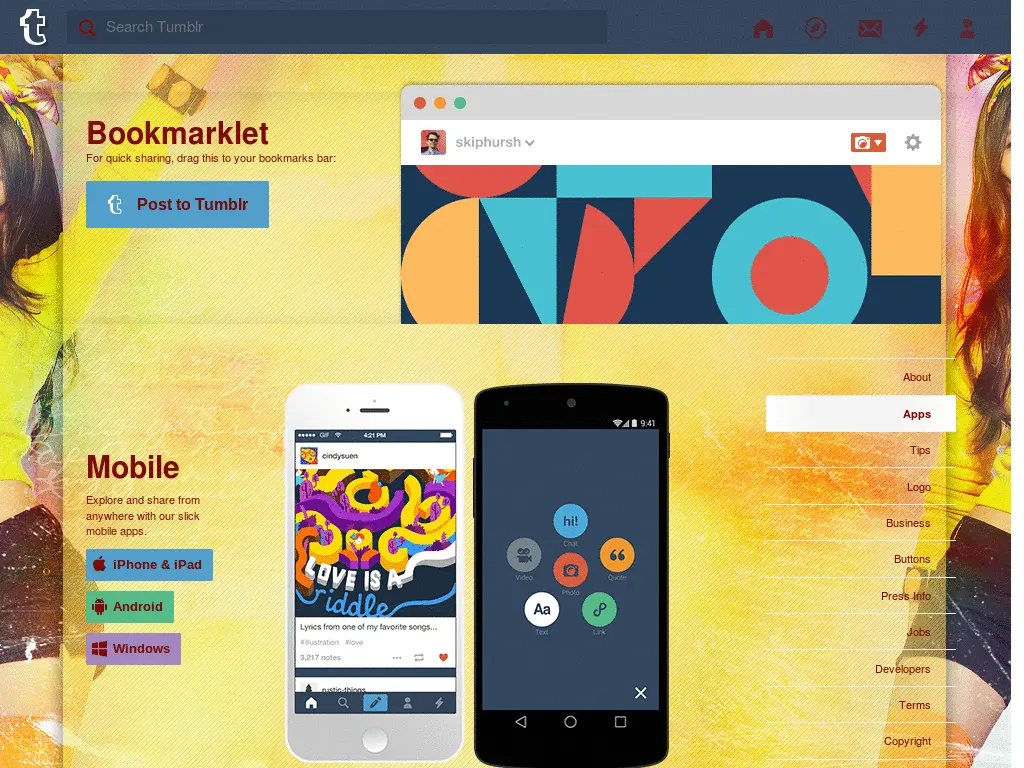 Search Tumblr
Bookmarklet
For quick sharing, drag this to your bookmarks bar:
Post to Tumblr
skiphursh
Mobile
Explore and share from
anywhere with our slick
mobile apps.
iPhone & iPad
Android
Windows
GIF 4:21 PM
cindysuen
LOVE IS A
riddle
Lyrics from one of my favorite songs...
#illustration #love
3,217 notes
rustic-things
9:41
hi!
Chat
Video
Quote
Photo
Aa
Text
Link
About
Apps
Tips
Logo
Business
Buttons
Press Info
Jobs
Developers
Terms
Copyright